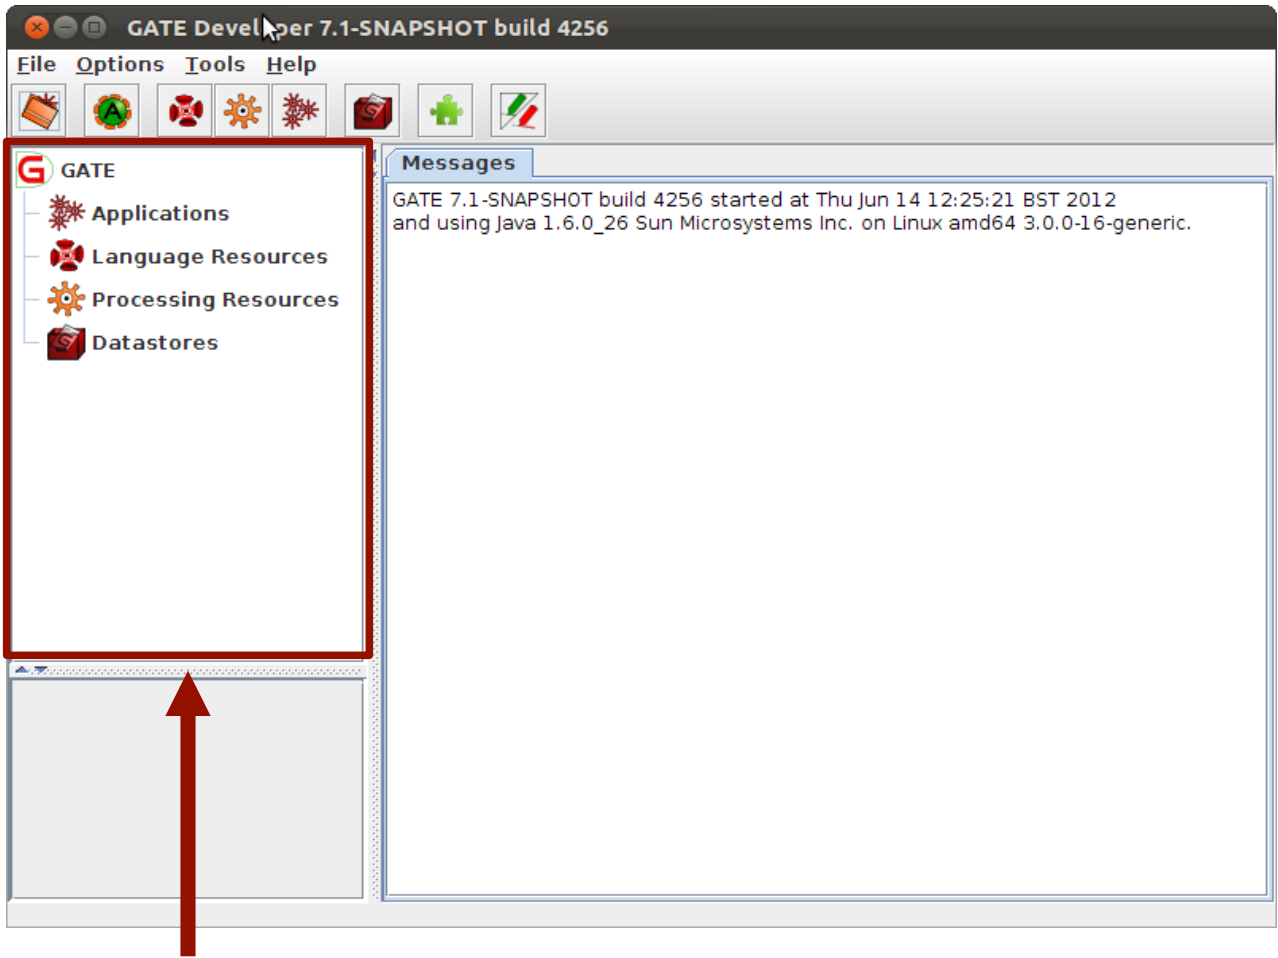 GATE Developer 7.1-SNAPSHOT build 4256
File Options Tools Help
GATE
Applications
Language Resources
Processing Resources
Datastores
Messages
GATE 7.1-SNAPSHOT build 4256 started at Thu Jun 14 12:25:21 BST 2012
and using Java 1.6.0_26 Sun Microsystems Inc. on Linux amd64 3.0.0-16-generic.